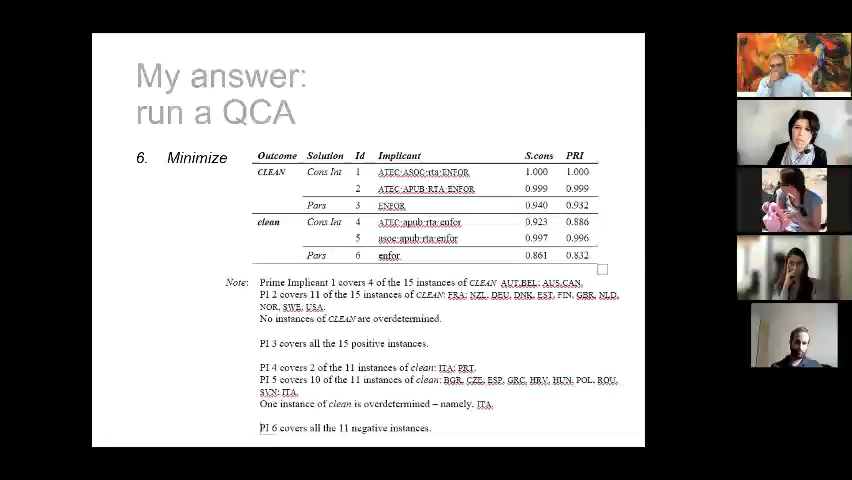 My answer:
run a QCA
6. Minimize
Outcome Solution Id Implicant S.cons PRI
CLEAN Cons Int 1 ATEC·ASOC·rta·ENFOR 1.000 1.000
2 ATEC·APUB·RTA·ENFOR 0.999 0.999
Pars 3 ENFOR 0.940 0.932
clean Cons Int 4 ATEC·apub·rta·enfor 0.923 0.886
5 asoc·apub·rta·enfor 0.997 0.996
Pars 6 enfor 0.861 0.832
Note: Prime Implicant 1 covers 4 of the 15 instances of CLEAN AUT,BEL; AUS,CAN.
PI 2 covers 11 of the 15 instances of CLEAN: FRA; NZL, DEU, DNK, EST, FIN, GBR, NLD,
NOR, SWE, USA.
No instances of CLEAN are overdetermined.
PI 3 covers all the 15 positive instances.
PI 4 covers 2 of the 11 instances of clean: ITA; PRT.
PI 5 covers 10 of the 11 instances of clean: BGR, CZE, ESP, GRC, HRV, HUN, POL, ROU,
SVN; ITA.
One instance of clean is overdetermined – namely, ITA.
PI 6 covers all the 11 negative instances.